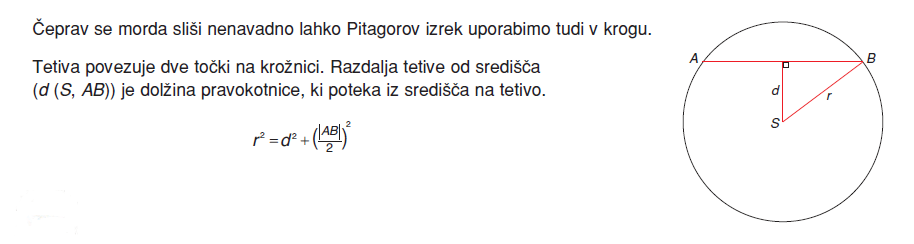 Čeprav se morda sliši nenavadno lahko Pitagorov izrek uporabimo tudi v krogu.
Tetiva povezuje dve točki na krožnici. Razdalja tetive od središča
(d (S, AB)) je dolžina pravokotnice, ki poteka iz središča na tetivo.
r² = d² + (|AB|/2)²
A
B
d
r
S